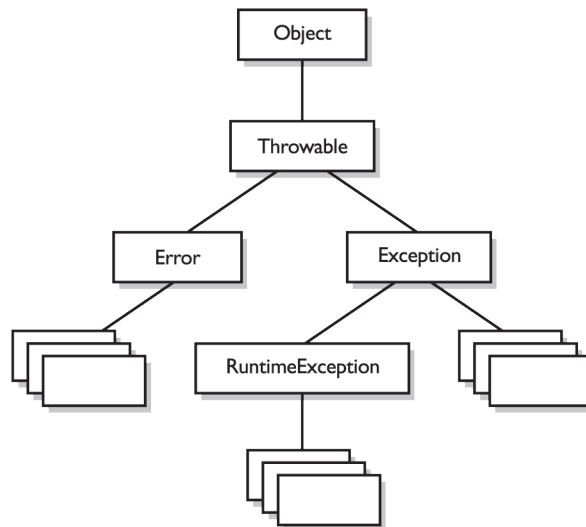 Object
Throwable
Error
Exception
RuntimeException